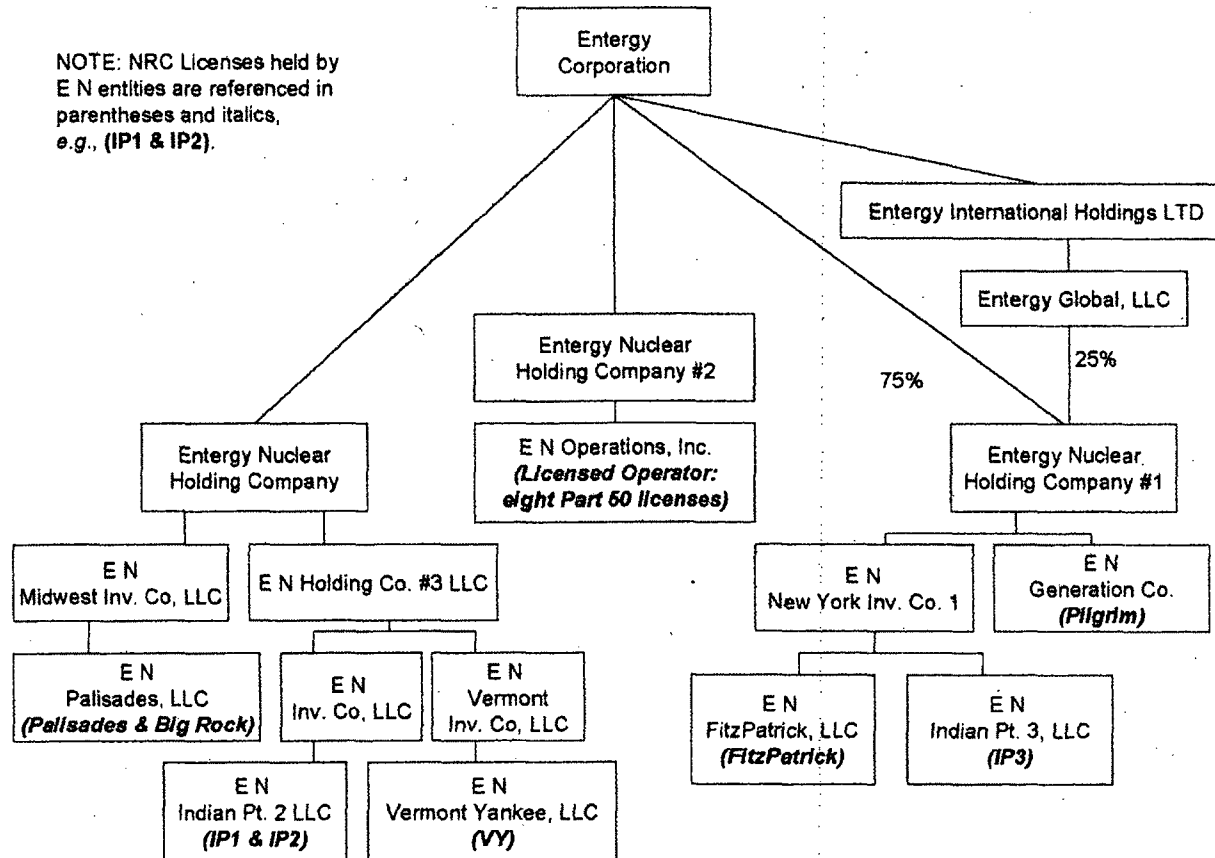 Entergy
Corporation
NOTE: NRC Licenses held by
E N entities are referenced in
parentheses and italics,
e.g., (IP1 & IP2).
Entergy International Holdings LTD
Entergy Global, LLC
Entergy Nuclear
Holding Company #2
75%
25%
E N Operations, Inc.
(Licensed Operator:
eight Part 50 licenses)
Entergy Nuclear
Holding Company
Entergy Nuclear
Holding Company #1
E N
Midwest Inv. Co, LLC
E N Holding Co. #3 LLC
E N
New York Inv. Co. 1
E N
Generation Co.
(Pilgrim)
E N
Palisades, LLC
(Palisades & Big Rock)
E N
Inv. Co, LLC
E N
Vermont
Inv. Co, LLC
E N
FitzPatrick, LLC
(FitzPatrick)
E N
Indian Pt. 3, LLC
(IP3)
E N
Indian Pt. 2 LLC
(IP1 & IP2)
E N
Vermont Yankee, LLC
(VY)